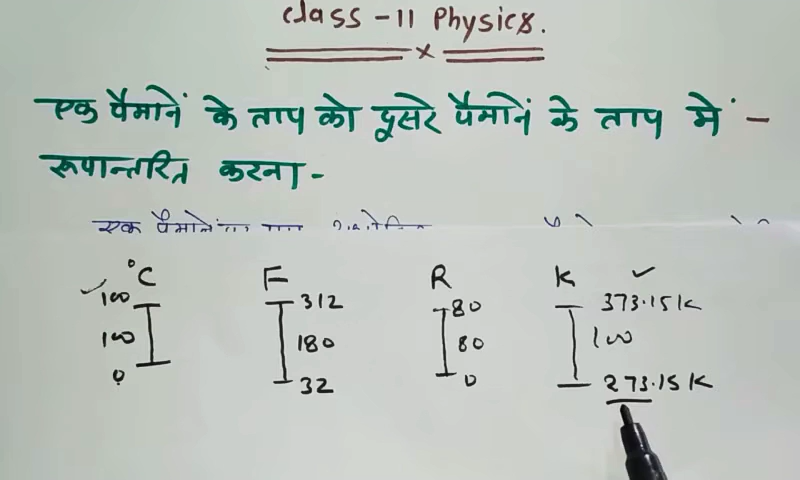 Class -11 Physics.
एक पैमानें के ताप को दूसरे पैमानें के ताप में -
रूपान्तरित करना -
एक पैमाने
°C F R K ✓
✓100 312 80 373.15K
100 180 80 100
0 32 0 273.15K